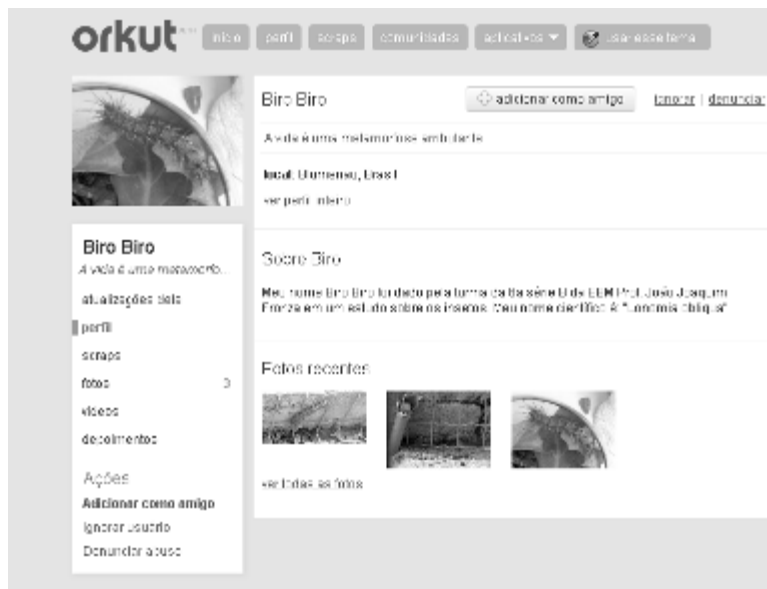 orkut
início perfil scraps comunidades aplicativos usar esse tema
Biro Biro adicionar como amigo ignorar | denunciar
A vida é uma metamorfose ambulante
local: Blumenau, Brasil
ver perfil inteiro
Biro Biro
A vida é uma metamorfo...
atualizações dele
perfil
scraps
fotos 3
vídeos
depoimentos
Ações
Adicionar como amigo
Ignorar usuário
Denunciar abuso
Sobre Biro
Meu nome Biro Biro foi dado pela turma da 8a série B da EEM Prof. João Joaquim
Fronza em um estudo sobre os insetos. Meu nome científico é: "Lonomia obliqua"
Fotos recentes
ver todas as fotos